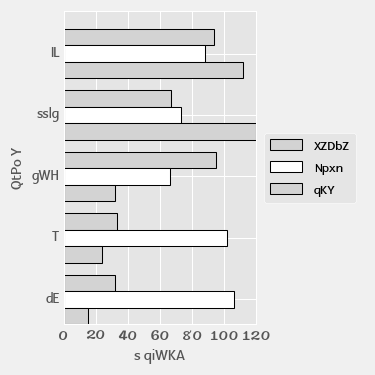 IL
sslg
gWH
T
dE
QtPo Y
0 20 40 60 80 100 120
s qiWKA
XZDbZ
Npxn
qKY